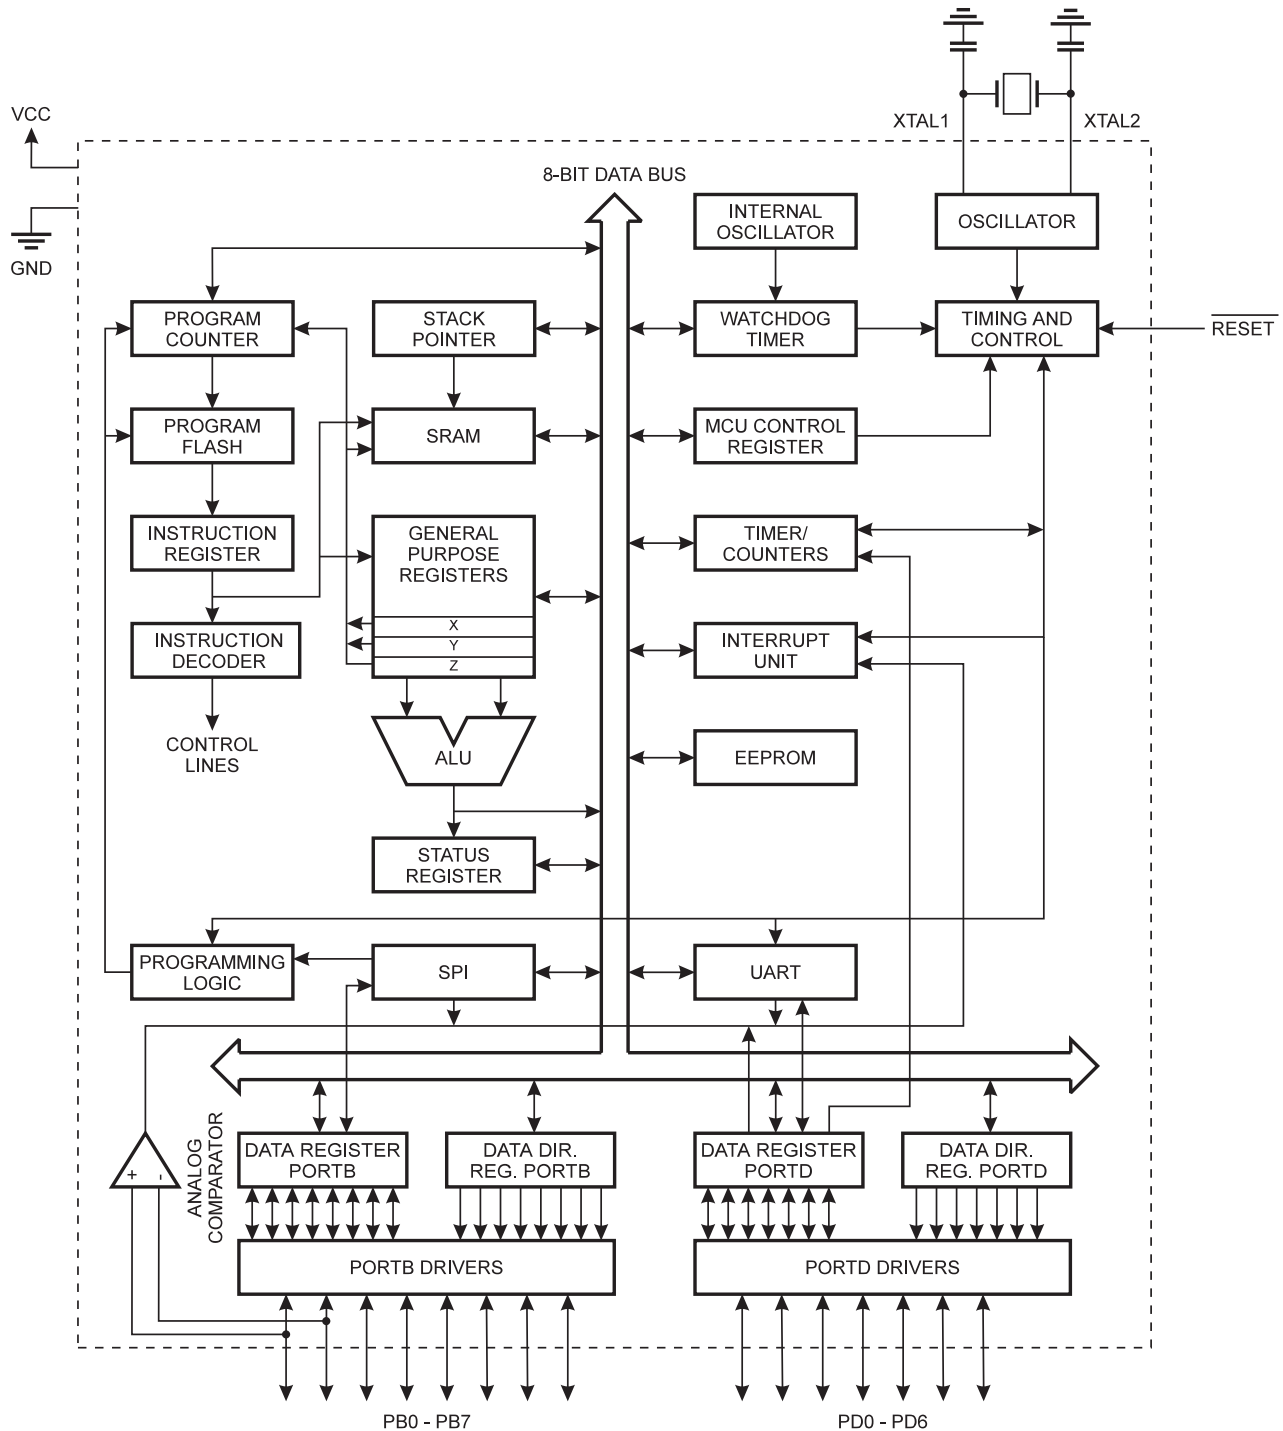 XTAL1
XTAL2
VCC
GND
8-BIT DATA BUS
INTERNAL
OSCILLATOR
OSCILLATOR
PROGRAM
COUNTER
STACK
POINTER
WATCHDOG
TIMER
TIMING AND
CONTROL
RESET
PROGRAM
FLASH
SRAM
MCU CONTROL
REGISTER
INSTRUCTION
REGISTER
GENERAL
PURPOSE
REGISTERS
X
Y
Z
TIMER/
COUNTERS
INSTRUCTION
DECODER
INTERRUPT
UNIT
CONTROL
LINES
ALU
EEPROM
STATUS
REGISTER
PROGRAMMING
LOGIC
SPI
UART
+
-
ANALOG
COMPARATOR
DATA REGISTER
PORTB
DATA DIR.
REG. PORTB
DATA REGISTER
PORTD
DATA DIR.
REG. PORTD
PORTB DRIVERS
PORTD DRIVERS
PB0 - PB7
PD0 - PD6